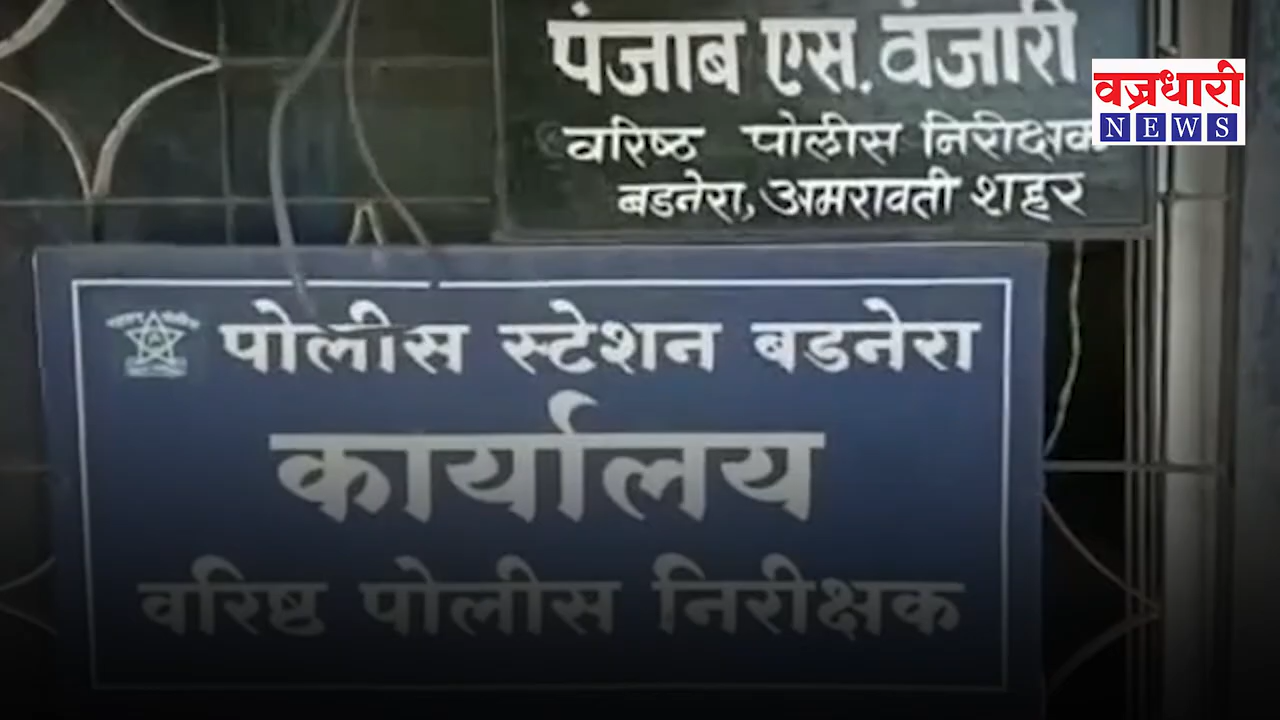 पंजाब एस. वंजारी
वरिष्ठ पोलीस निरीक्षक
बडनेरा, अमरावती शहर
वज्रधारी
NEWS
पोलीस स्टेशन बडनेरा
कार्यालय
वरिष्ठ पोलीस निरीक्षक